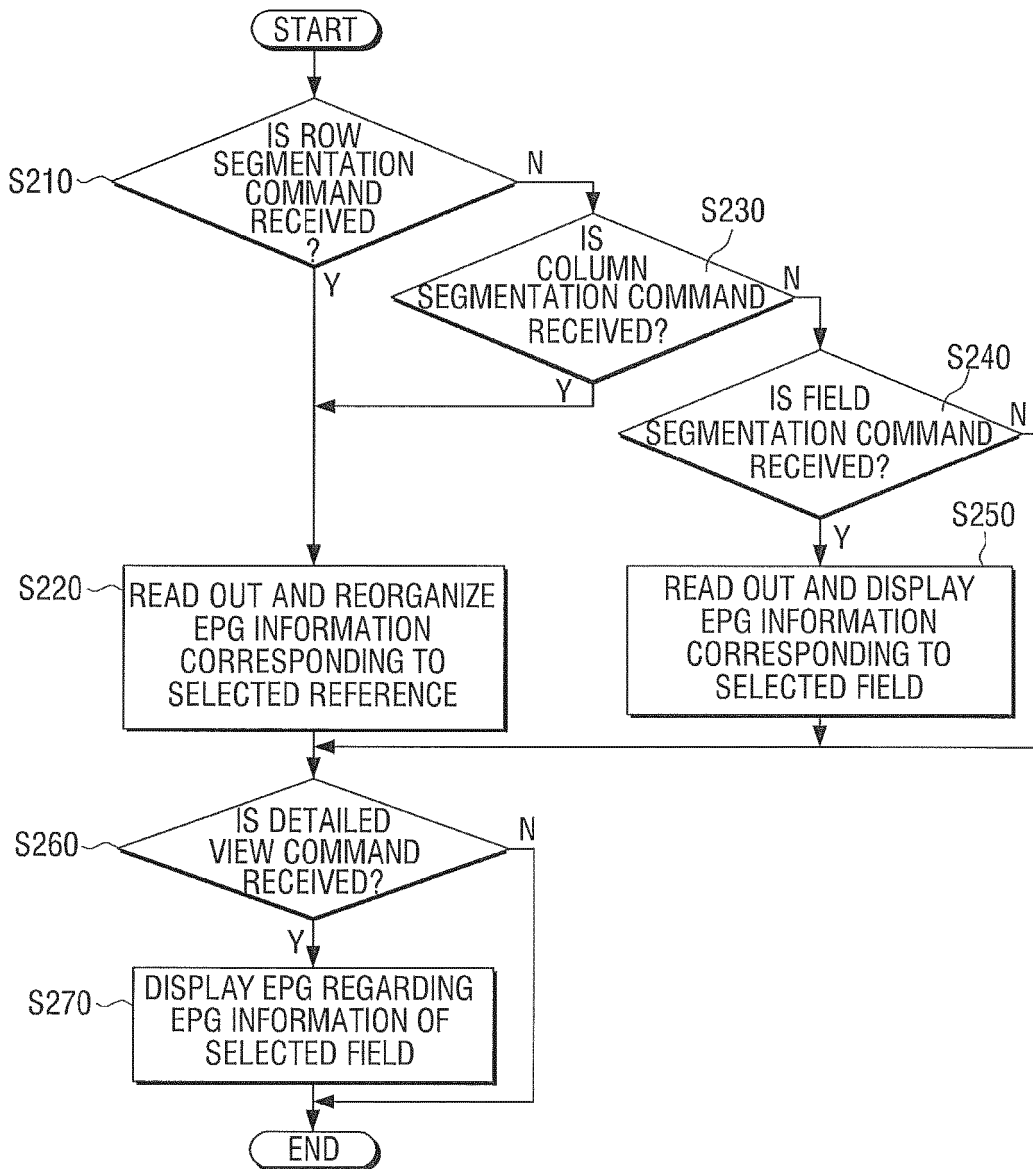 START
IS ROW
SEGMENTATION
COMMAND
RECEIVED
?
S210
N
Y
S230
IS
COLUMN
SEGMENTATION COMMAND
RECEIVED?
N
Y
S240
IS FIELD
SEGMENTATION COMMAND
RECEIVED?
N
Y
S220
READ OUT AND REORGANIZE
EPG INFORMATION
CORRESPONDING TO
SELECTED REFERENCE
S250
READ OUT AND DISPLAY
EPG INFORMATION
CORRESPONDING TO
SELECTED FIELD
S260
IS DETAILED
VIEW COMMAND
RECEIVED?
N
Y
S270
DISPLAY EPG REGARDING
EPG INFORMATION OF
SELECTED FIELD
END